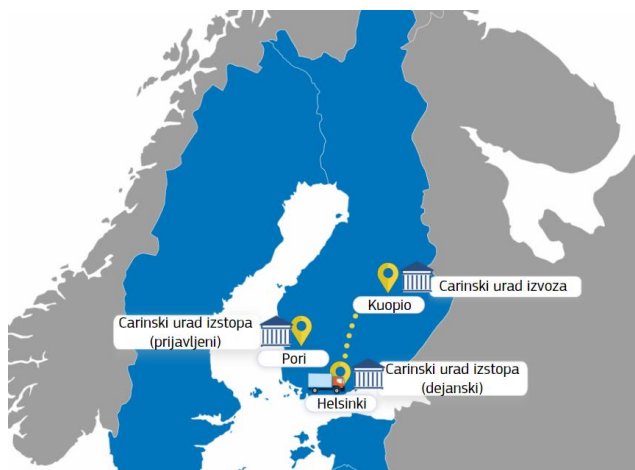 Carinski urad izvoza
Kuopio
Carinski urad izstopa
(prijavljeni)
Pori
Carinski urad izstopa
(dejanski)
Helsinki